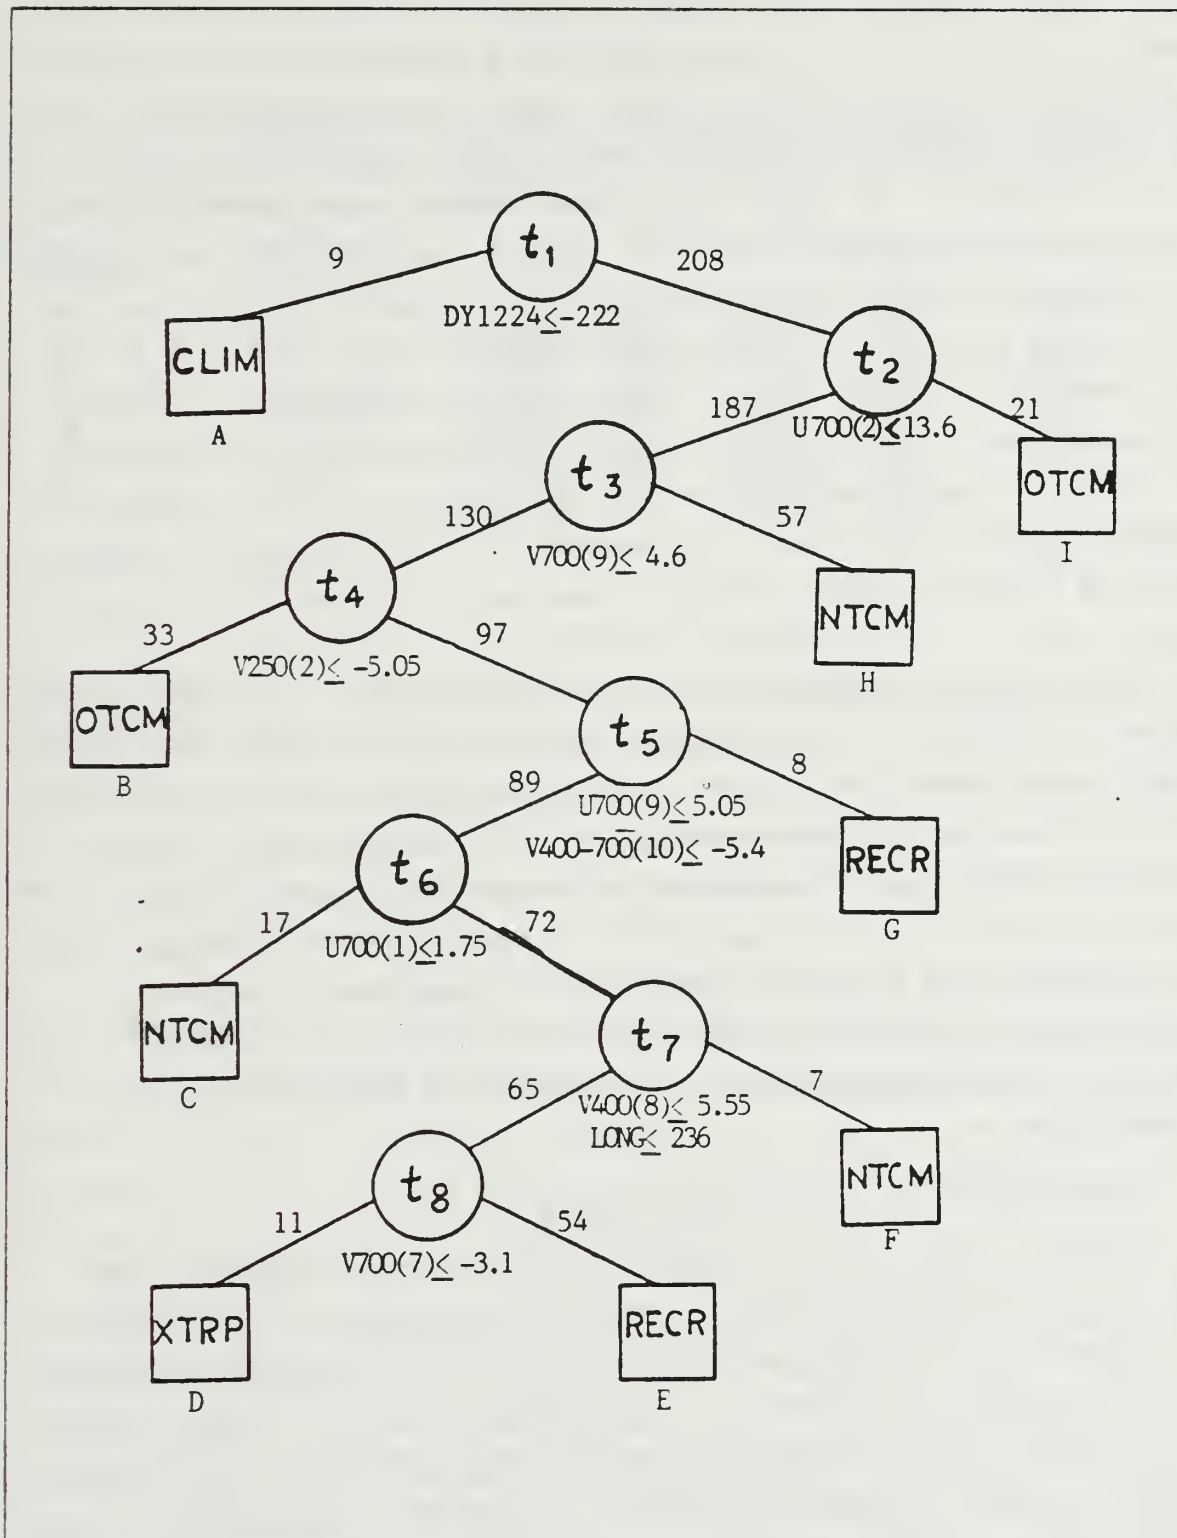 t1
9
208
DY1224≤-222
t2
CLIM
187
21
A
U700(2)≤13.6
t3
OTCM
130
57
I
V700(9)≤ 4.6
t4
NTCM
33
97
V250(2)≤ -5.05
H
OTCM
t5
B
89
8
U700(9)≤5.05
V400-700(10)≤ -5.4
RECR
t6
G
17
72
U700(1)≤1.75
NTCM
t7
C
65
7
V400(8)≤ 5.55
LONG≤ 236
NTCM
t8
F
11
54
V700(7)≤ -3.1
XTRP
RECR
D
E